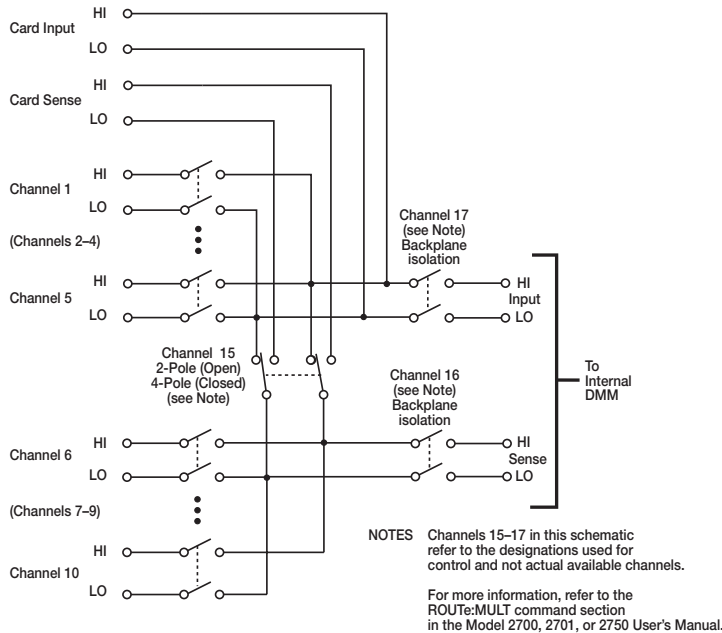 Card Input
HI
LO
Card Sense
HI
LO
Channel 1
HI
LO
(Channels 2–4)
Channel 5
HI
LO
Channel 17
(see Note)
Backplane
isolation
HI
Input
LO
Channel 15
2-Pole (Open)
4-Pole (Closed)
(see Note)
Channel 16
(see Note)
Backplane
isolation
To
Internal
DMM
Channel 6
HI
LO
HI
Sense
LO
(Channels 7–9)
Channel 10
HI
LO
NOTES Channels 15–17 in this schematic
refer to the designations used for
control and not actual available channels.
For more information, refer to the
ROUTe:MULT command section
in the Model 2700, 2701, or 2750 User's Manual.